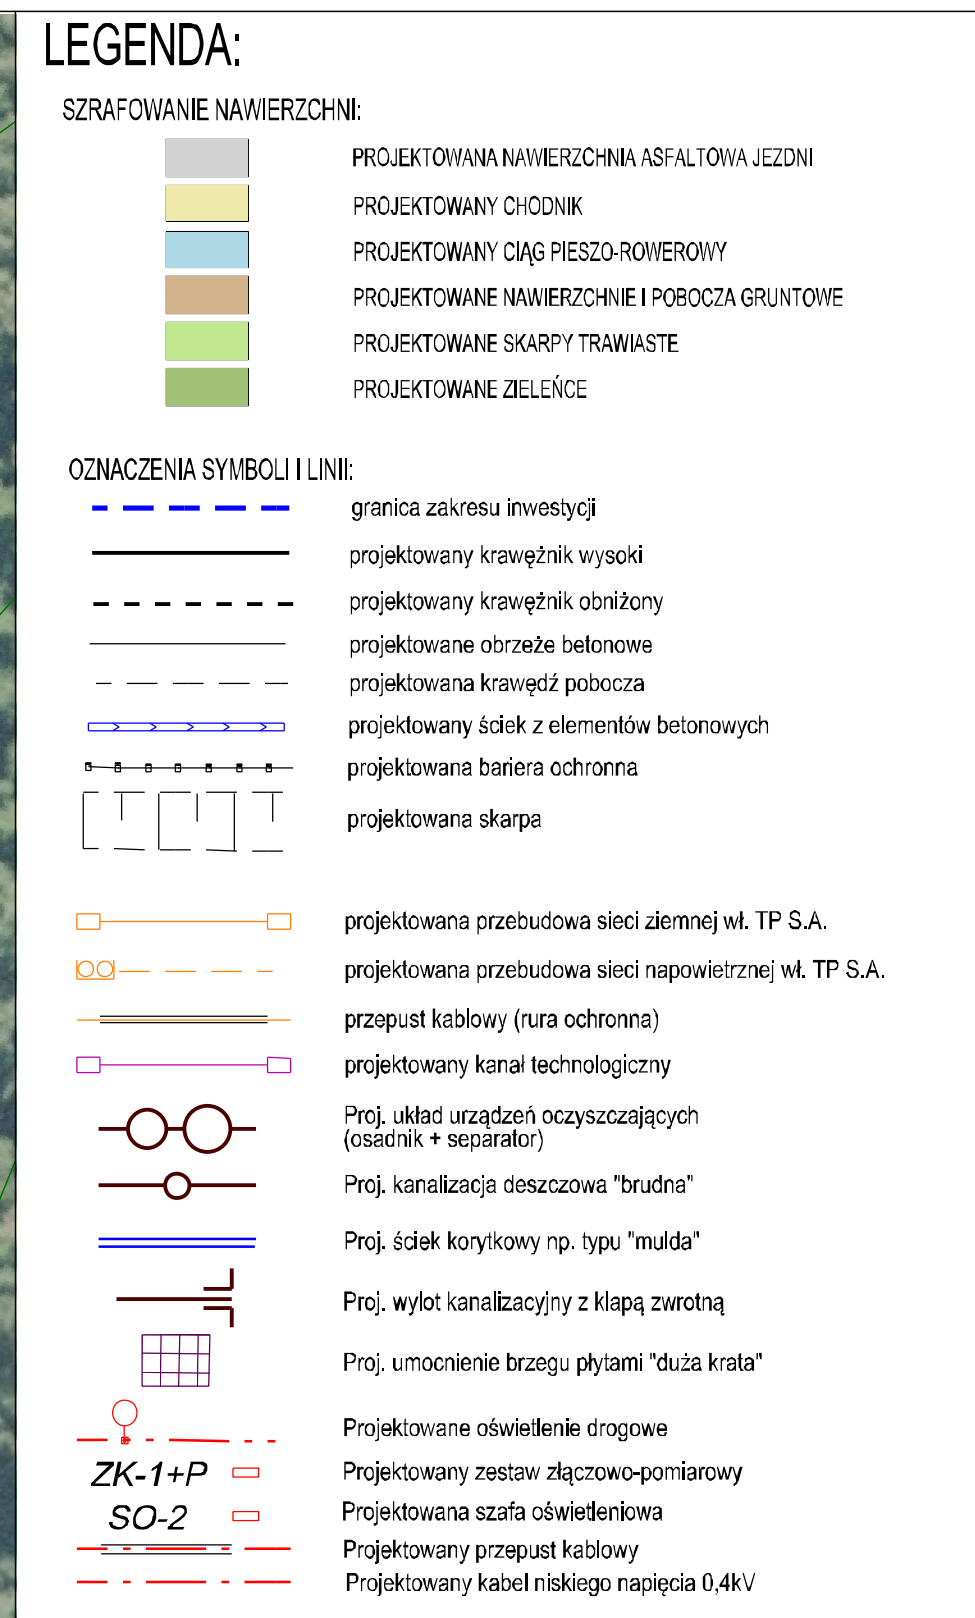 LEGENDA:
SZRAFOWANIE NAWIERZCHNI:
PROJEKTOWANA NAWIERZCHNIA ASFALTOWA JEZDNI
PROJEKTOWANY CHODNIK
PROJEKTOWANY CIĄG PIESZO-ROWEROWY
PROJEKTOWANE NAWIERZCHNIE I POBOCZA GRUNTOWE
PROJEKTOWANE SKARPY TRAWIASTE
PROJEKTOWANE ZIELEŃCE
OZNACZENIA SYMBOLI I LINII:
granica zakresu inwestycji
projektowany krawężnik wysoki
projektowany krawężnik obniżony
projektowane obrzeże betonowe
projektowana krawędź pobocza
projektowany ściek z elementów betonowych
projektowana bariera ochronna
projektowana skarpa
projektowana przebudowa sieci ziemnej wł. TP S.A.
projektowana przebudowa sieci napowietrznej wł. TP S.A.
przepust kablowy (rura ochronna)
projektowany kanał technologiczny
Proj. układ urządzeń oczyszczających
(osadnik + separator)
Proj. kanalizacja deszczowa "brudna"
Proj. ściek korytkowy np. typu "mulda"
Proj. wylot kanalizacyjny z klapą zwrotną
Proj. umocnienie brzegu płytami "duża krata"
Projektowane oświetlenie drogowe
ZK-1+P Projektowany zestaw złączowo-pomiarowy
SO-2 Projektowana szafa oświetleniowa
Projektowany przepust kablowy
Projektowany kabel niskiego napięcia 0,4kV